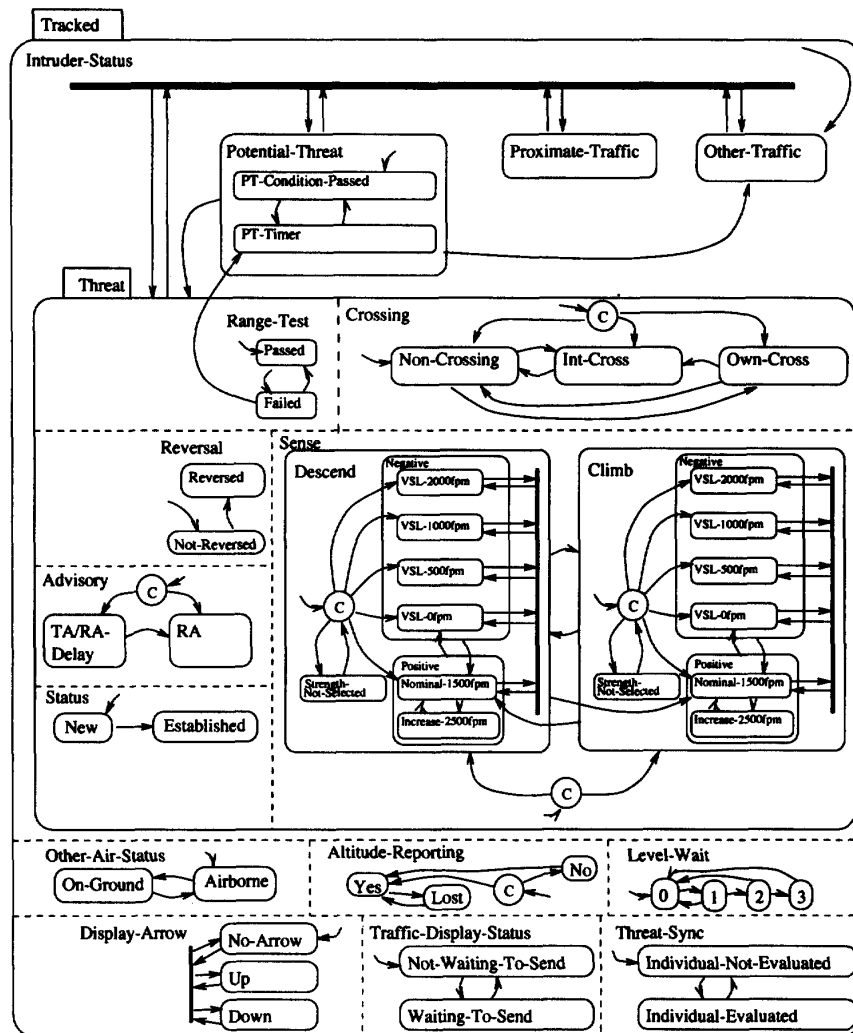 Tracked
Intruder-Status
Potential-Threat
PT-Condition-Passed
PT-Timer
Proximate-Traffic
Other-Traffic
Threat
Range-Test
Passed
Failed
Crossing
C
Non-Crossing
Int-Cross
Own-Cross
Reversal
Reversed
Not-Reversed
Advisory
C
TA/RA-
Delay
RA
Status
New
Established
Sense
Descend
Negative
VSL-2000fpm
VSL-1000fpm
VSL-500fpm
VSL-0fpm
C
Strength-
Not-Selected
Positive
Nominal-1500fpm
Increase-2500fpm
Climb
Negative
VSL-2000fpm
VSL-1000fpm
VSL-500fpm
VSL-0fpm
C
Strength-
Not-Selected
Positive
Nominal-1500fpm
Increase-2500fpm
C
Other-Air-Status
On-Ground
Airborne
Altitude-Reporting
Yes
Lost
C
No
Level-Wait
0
1
2
3
Display-Arrow
No-Arrow
Up
Down
Traffic-Display-Status
Not-Waiting-To-Send
Waiting-To-Send
Threat-Sync
Individual-Not-Evaluated
Individual-Evaluated